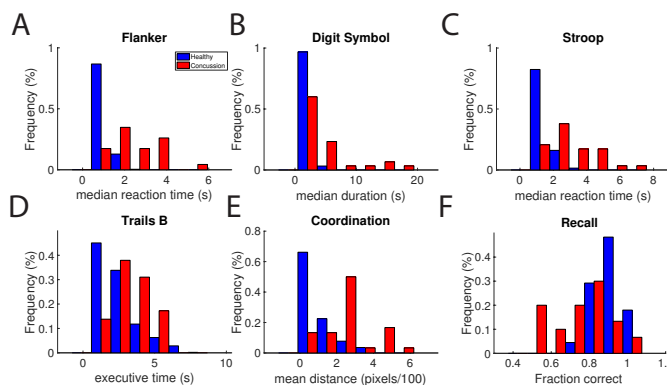 A Flanker
B Digit Symbol
C Stroop
Healthy
Concussion
Frequency (%)
Frequency (%)
Frequency (%)
1
0.5
0
1
0.5
0
1
0.5
0
0 2 4 6
0 10 20
0 2 4 6 8
median reaction time (s)
median duration (s)
median reaction time (s)
D Trails B
E Coordination
F Recall
Frequency (%)
Frequency (%)
Frequency (%)
0.4
0.3
0.2
0.1
0
0.8
0.6
0.4
0.2
0
0.5
0.4
0.3
0.2
0.1
0
0 5 10
0 2 4 6
0.4 0.6 0.8 1
executive time (s)
mean distance (pixels/100)
Fraction correct